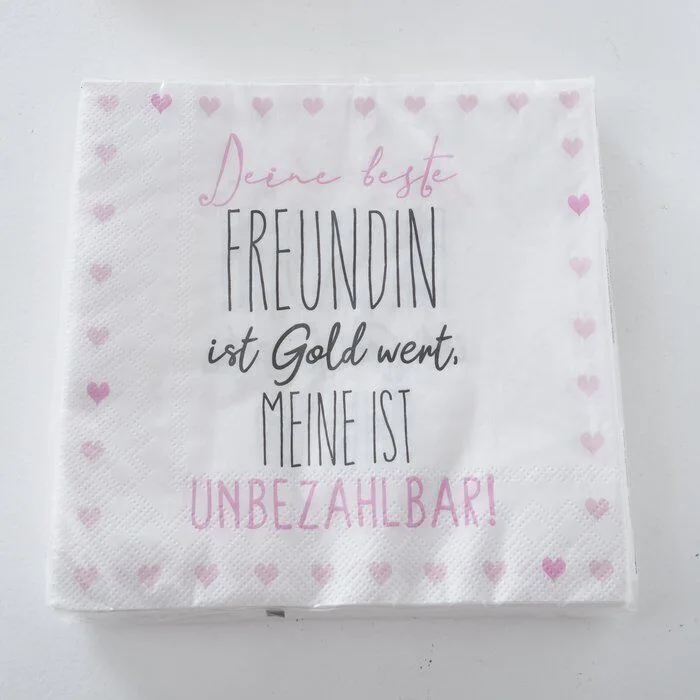 Deine beste
FREUNDIN
ist Gold wert,
MEINE IST
UNBEZAHLBAR!